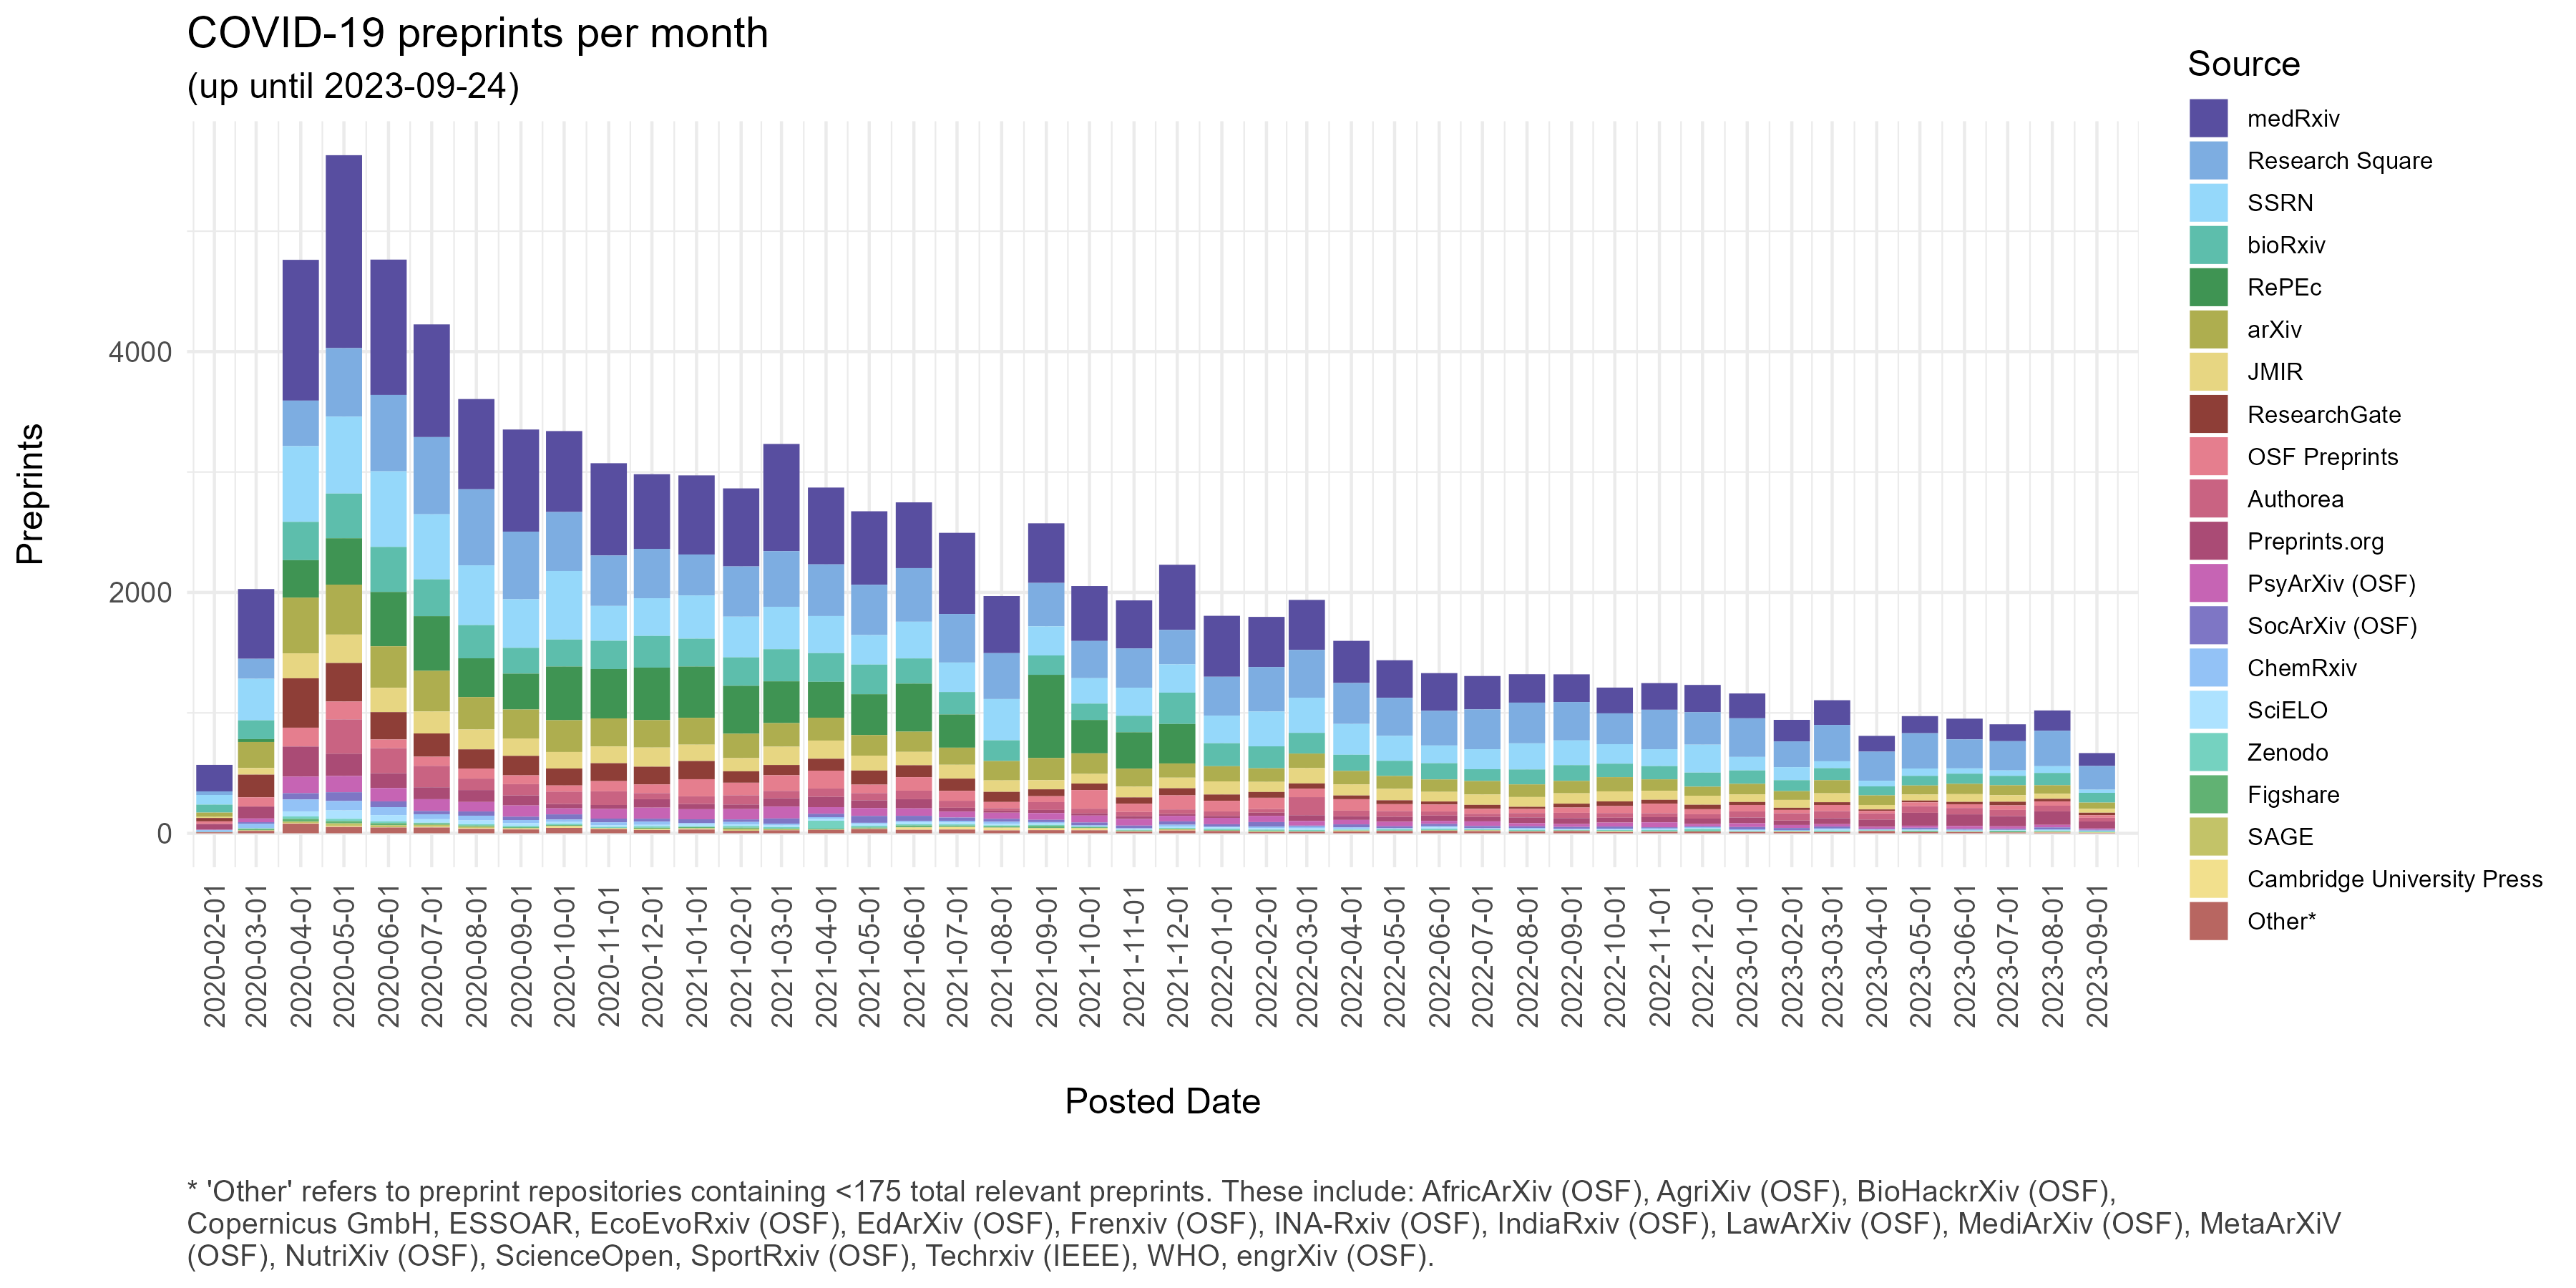 COVID-19 preprints per month
(up until 2023-09-24)
Preprints
4000
2000
0
2020-02-01
2020-03-01
2020-04-01
2020-05-01
2020-06-01
2020-07-01
2020-08-01
2020-09-01
2020-10-01
2020-11-01
2020-12-01
2021-01-01
2021-02-01
2021-03-01
2021-04-01
2021-05-01
2021-06-01
2021-07-01
2021-08-01
2021-09-01
2021-10-01
2021-11-01
2021-12-01
2022-01-01
2022-02-01
2022-03-01
2022-04-01
2022-05-01
2022-06-01
2022-07-01
2022-08-01
2022-09-01
2022-10-01
2022-11-01
2022-12-01
2023-01-01
2023-02-01
2023-03-01
2023-04-01
2023-05-01
2023-06-01
2023-07-01
2023-08-01
2023-09-01
Posted Date
Source
medRxiv
Research Square
SSRN
bioRxiv
RePEc
arXiv
JMIR
ResearchGate
OSF Preprints
Authorea
Preprints.org
PsyArXiv (OSF)
SocArXiv (OSF)
ChemRxiv
SciELO
Zenodo
Figshare
SAGE
Cambridge University Press
Other*
* 'Other' refers to preprint repositories containing <175 total relevant preprints. These include: AfricArXiv (OSF), AgriXiv (OSF), BioHackrXiv (OSF),
Copernicus GmbH, ESSOAR, EcoEvoRxiv (OSF), EdArXiv (OSF), Frenxiv (OSF), INA-Rxiv (OSF), IndiaRxiv (OSF), LawArXiv (OSF), MediArXiv (OSF), MetaArXiV
(OSF), NutriXiv (OSF), ScienceOpen, SportRxiv (OSF), Techrxiv (IEEE), WHO, engrXiv (OSF).